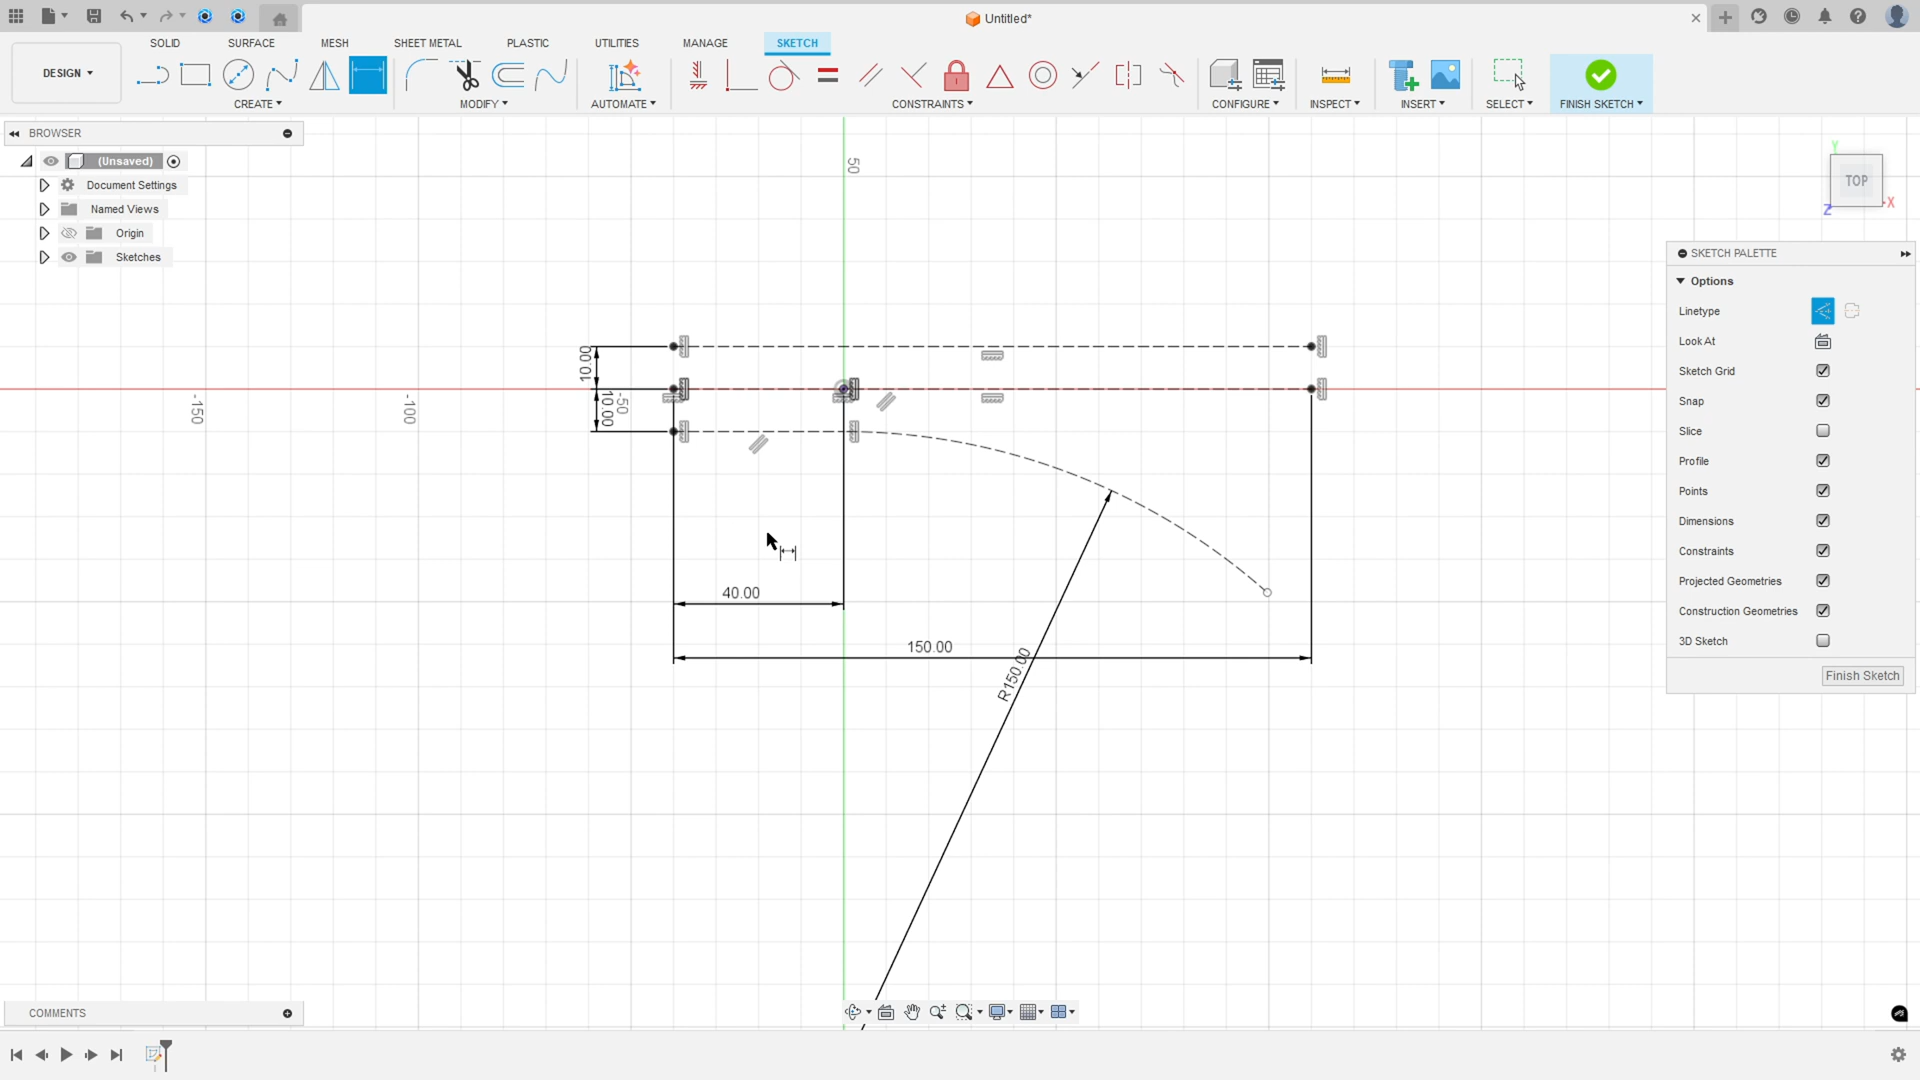 Untitled*
SOLID SURFACE MESH SHEET METAL PLASTIC UTILITIES MANAGE SKETCH
DESIGN
CREATE MODIFY AUTOMATE CONSTRAINTS CONFIGURE INSPECT INSERT SELECT FINISH SKETCH
BROWSER
(Unsaved)
Document Settings
Named Views
Origin
Sketches
50
TOP
Y
X
Z
SKETCH PALETTE
Options
Linetype
Look At
Sketch Grid
Snap
Slice
Profile
Points
Dimensions
Constraints
Projected Geometries
Construction Geometries
3D Sketch
Finish Sketch
10.00
10.00
-50
-100
-150
40.00
150.00
R150.00
COMMENTS